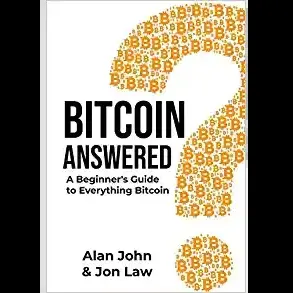 BITCOIN
ANSWERED
A Beginner's Guide
to Everything Bitcoin
Alan John
& Jon Law